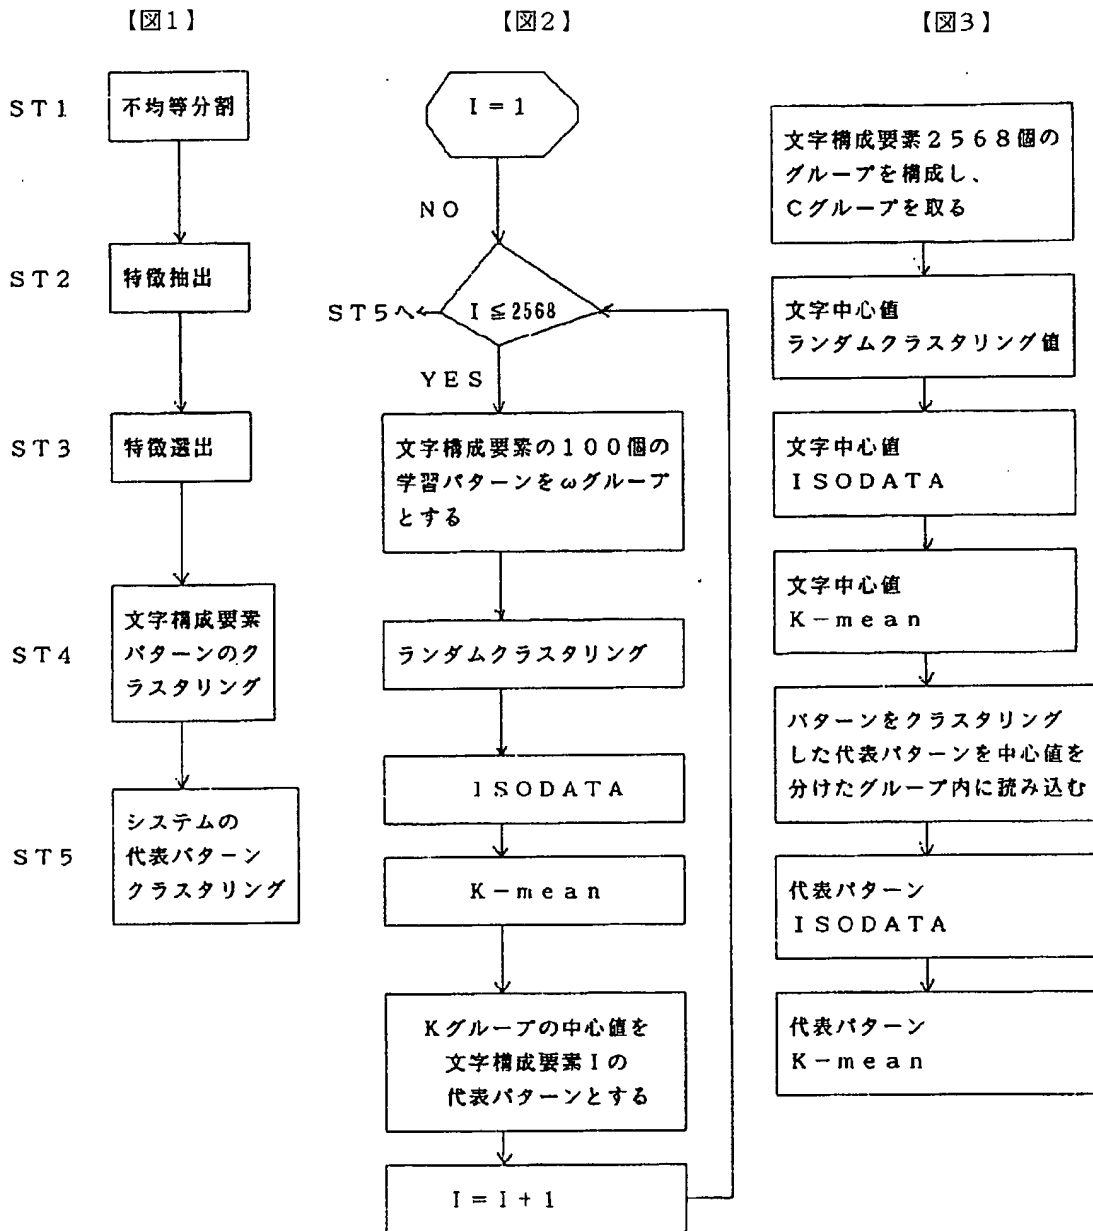 【図1】
ST1
不均等分割
ST2
特徴抽出
ST3
特徴選出
ST4
文字構成要素
パターンのク
ラスタリング
ST5
システムの
代表パターン
クラスタリング
【図2】
I=1
NO
ST5へ
I≦2568
YES
文字構成要素の100個の
学習パターンをωグループ
とする
ランダムクラスタリング
ISODATA
K-mean
Kグループの中心値を
文字構成要素Iの
代表パターンとする
I=I+1
【図3】
文字構成要素2568個の
グループを構成し、
Cグループを取る
文字中心値
ランダムクラスタリング値
文字中心値
ISODATA
文字中心値
K-mean
パターンをクラスタリング
した代表パターンを中心値を
分けたグループ内に読み込む
代表パターン
ISODATA
代表パターン
K-mean